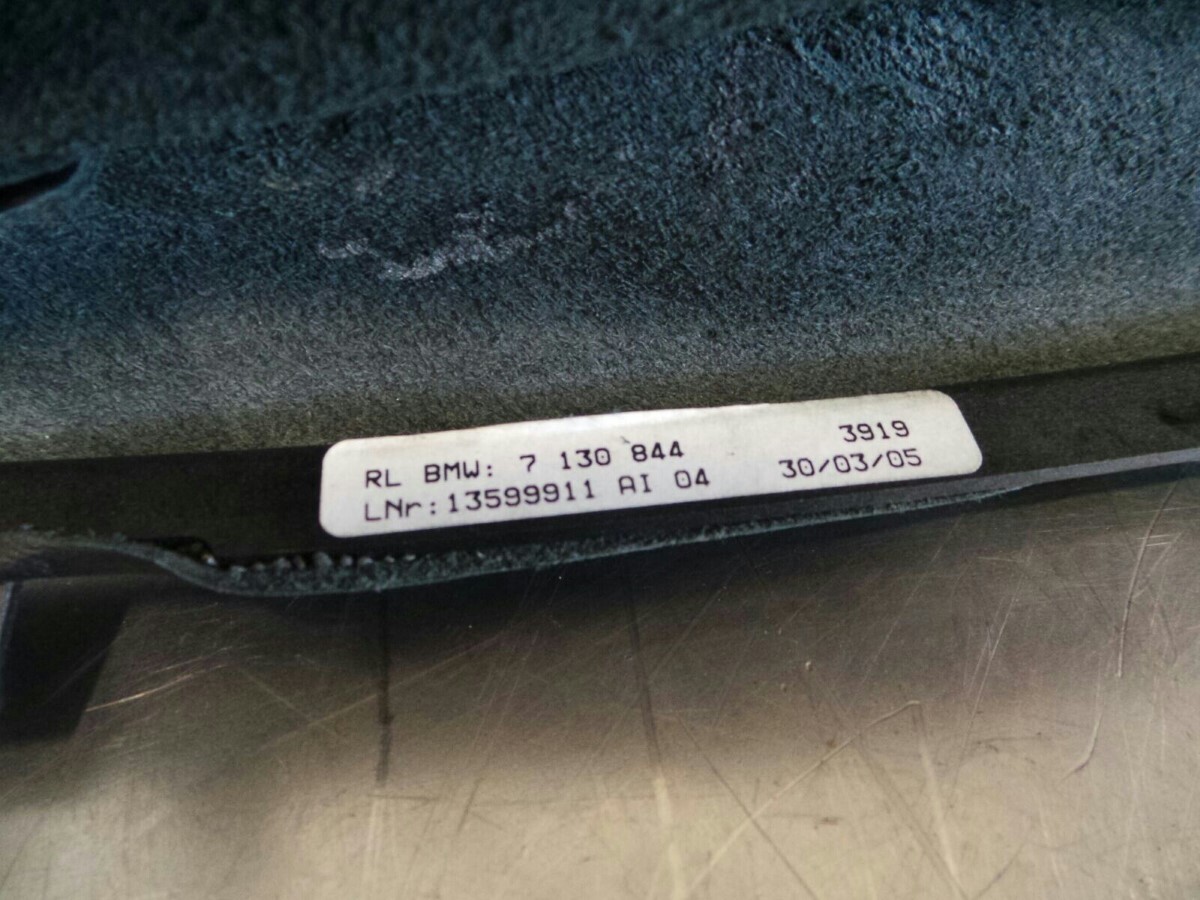 RL BMW: 7 130 844 3919
LNr:13599911 AI 04 30/03/05